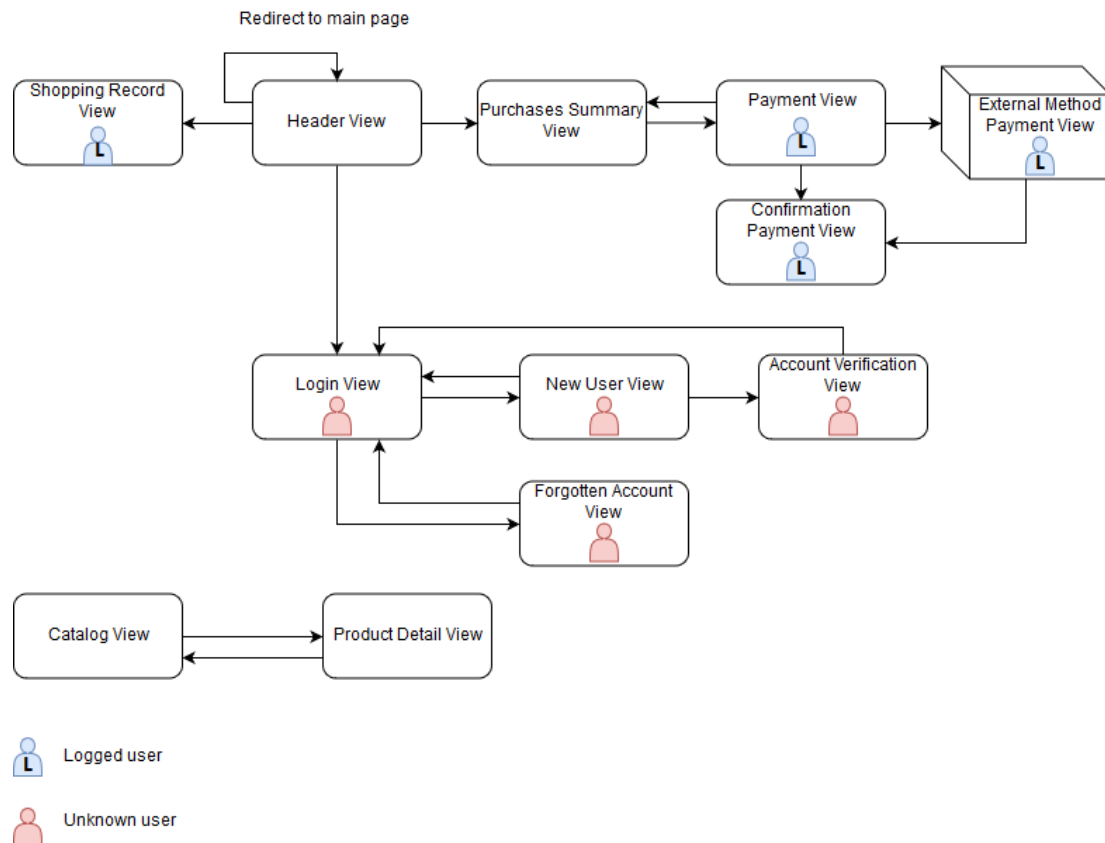 Redirect to main page
Shopping Record
View
L
Header View
Purchases Summary
View
Payment View
L
External Method
Payment View
L
Confirmation
Payment View
L
Login View
New User View
Account Verification
View
Forgotten Account
View
Catalog View
Product Detail View
L
Logged user
Unknown user